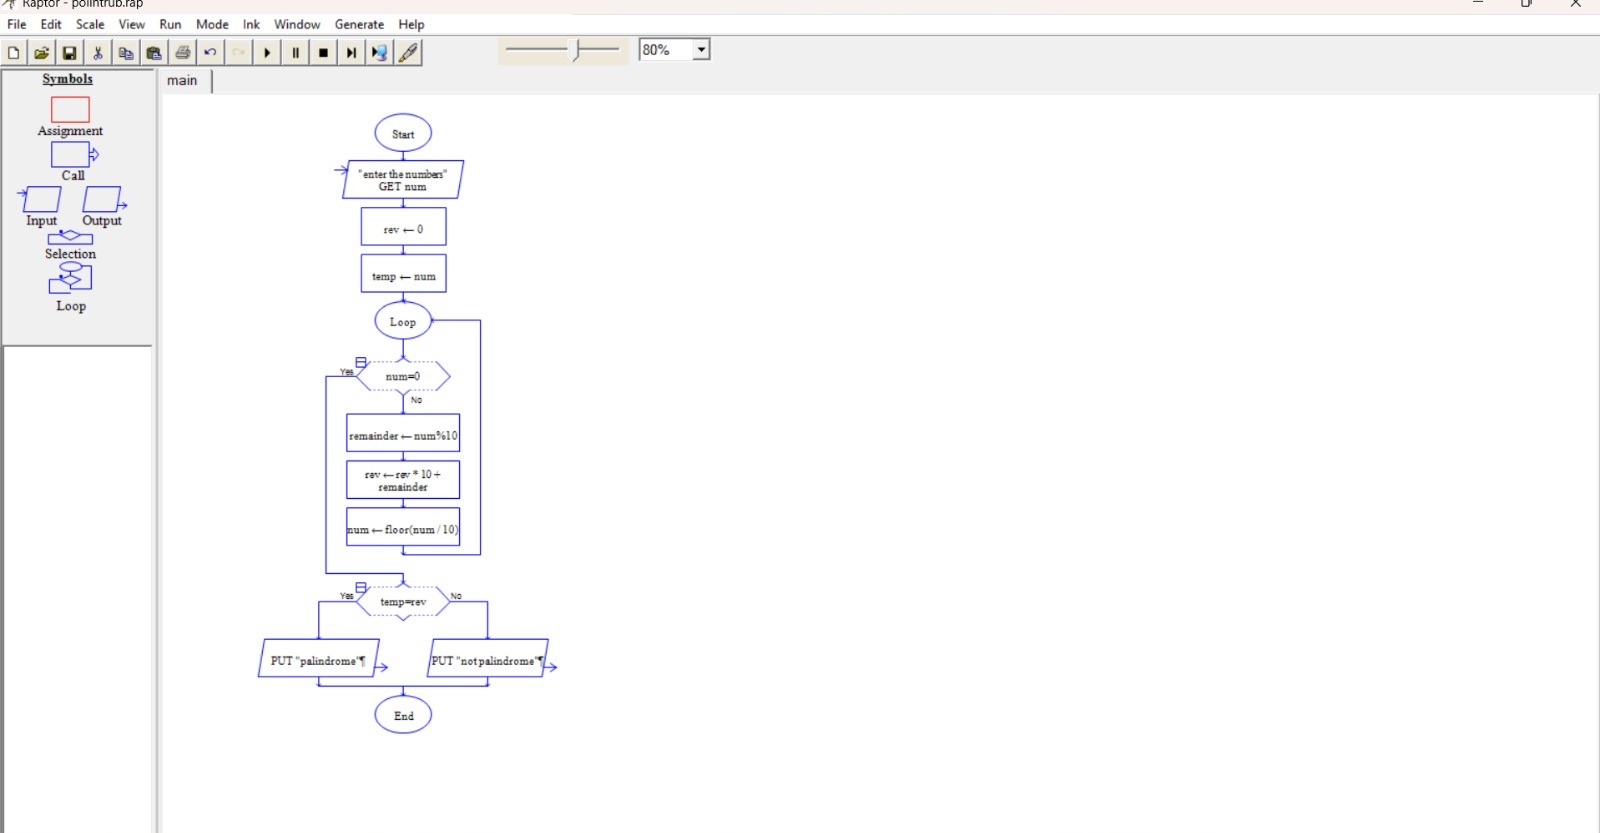 Raptor - polintrub.rap
File Edit Scale View Run Mode Ink Window Generate Help
80%
Symbols
Assignment
Call
Input Output
Selection
Loop
main
Start
"enter the numbers"
GET num
rev ← 0
temp ← num
Loop
Yes
num=0
No
remainder ← num%10
rev ← rev * 10 +
remainder
num ← floor(num / 10)
Yes
temp=rev
No
PUT "palindrome"¶
PUT "not palindrome"¶
End